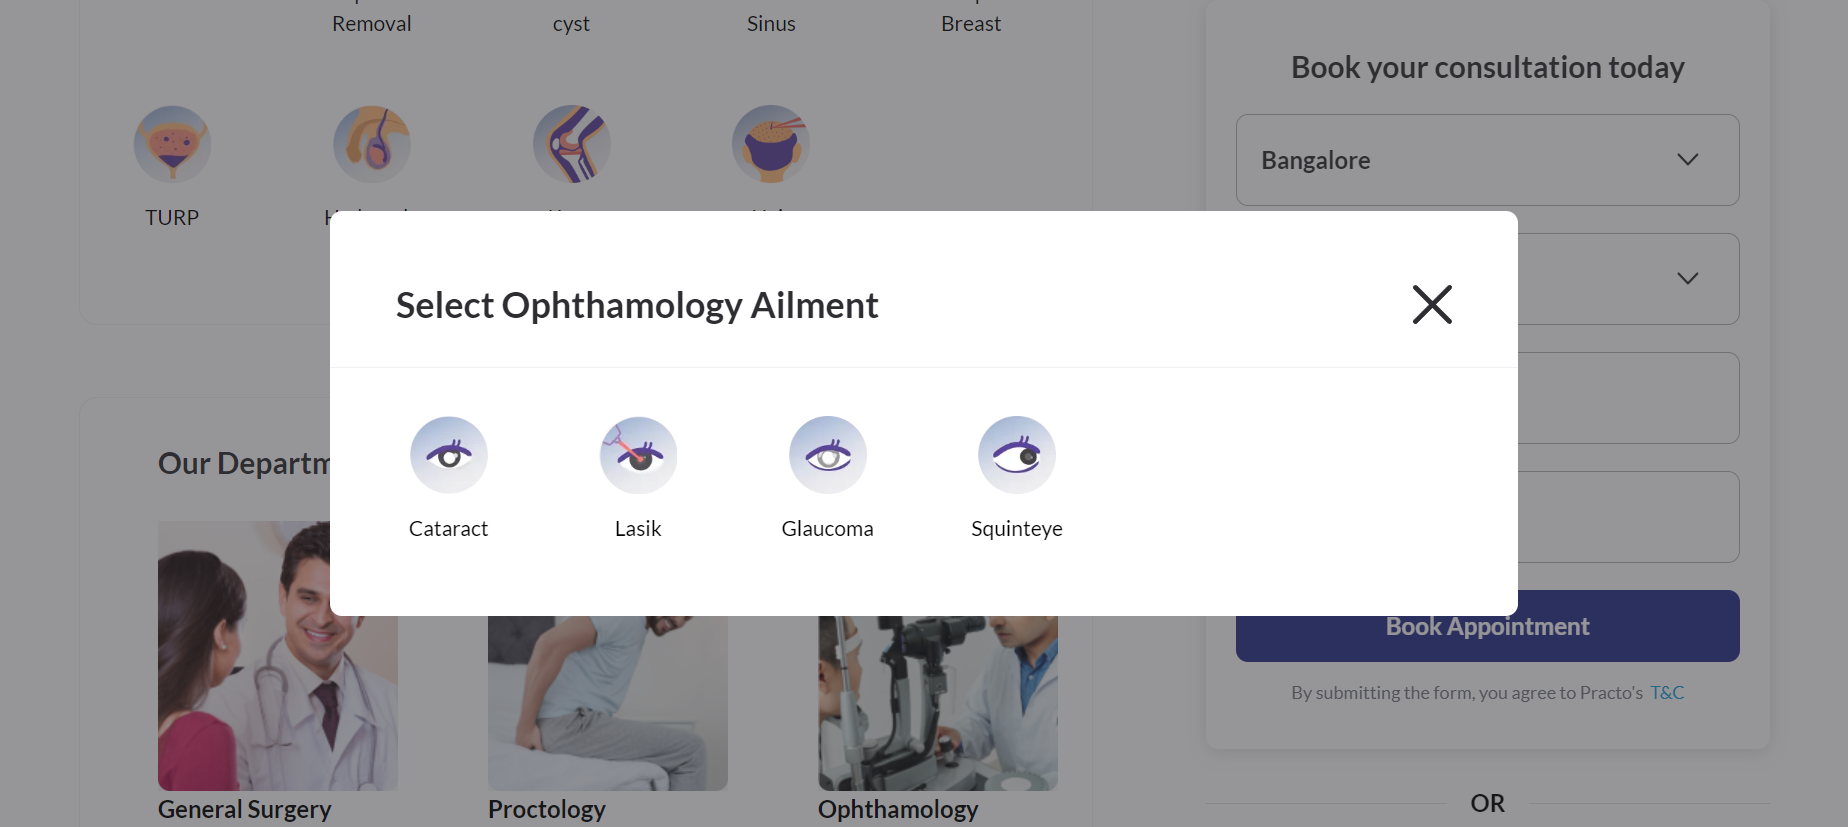 Removal
cyst
Sinus
Breast
TURP
Book your consultation today
Bangalore
Select Ophthamology Ailment
Cataract
Lasik
Glaucoma
Squinteye
Our Departm
Book Appointment
By submitting the form, you agree to Practo's T&C
General Surgery
Proctology
Ophthamology
OR